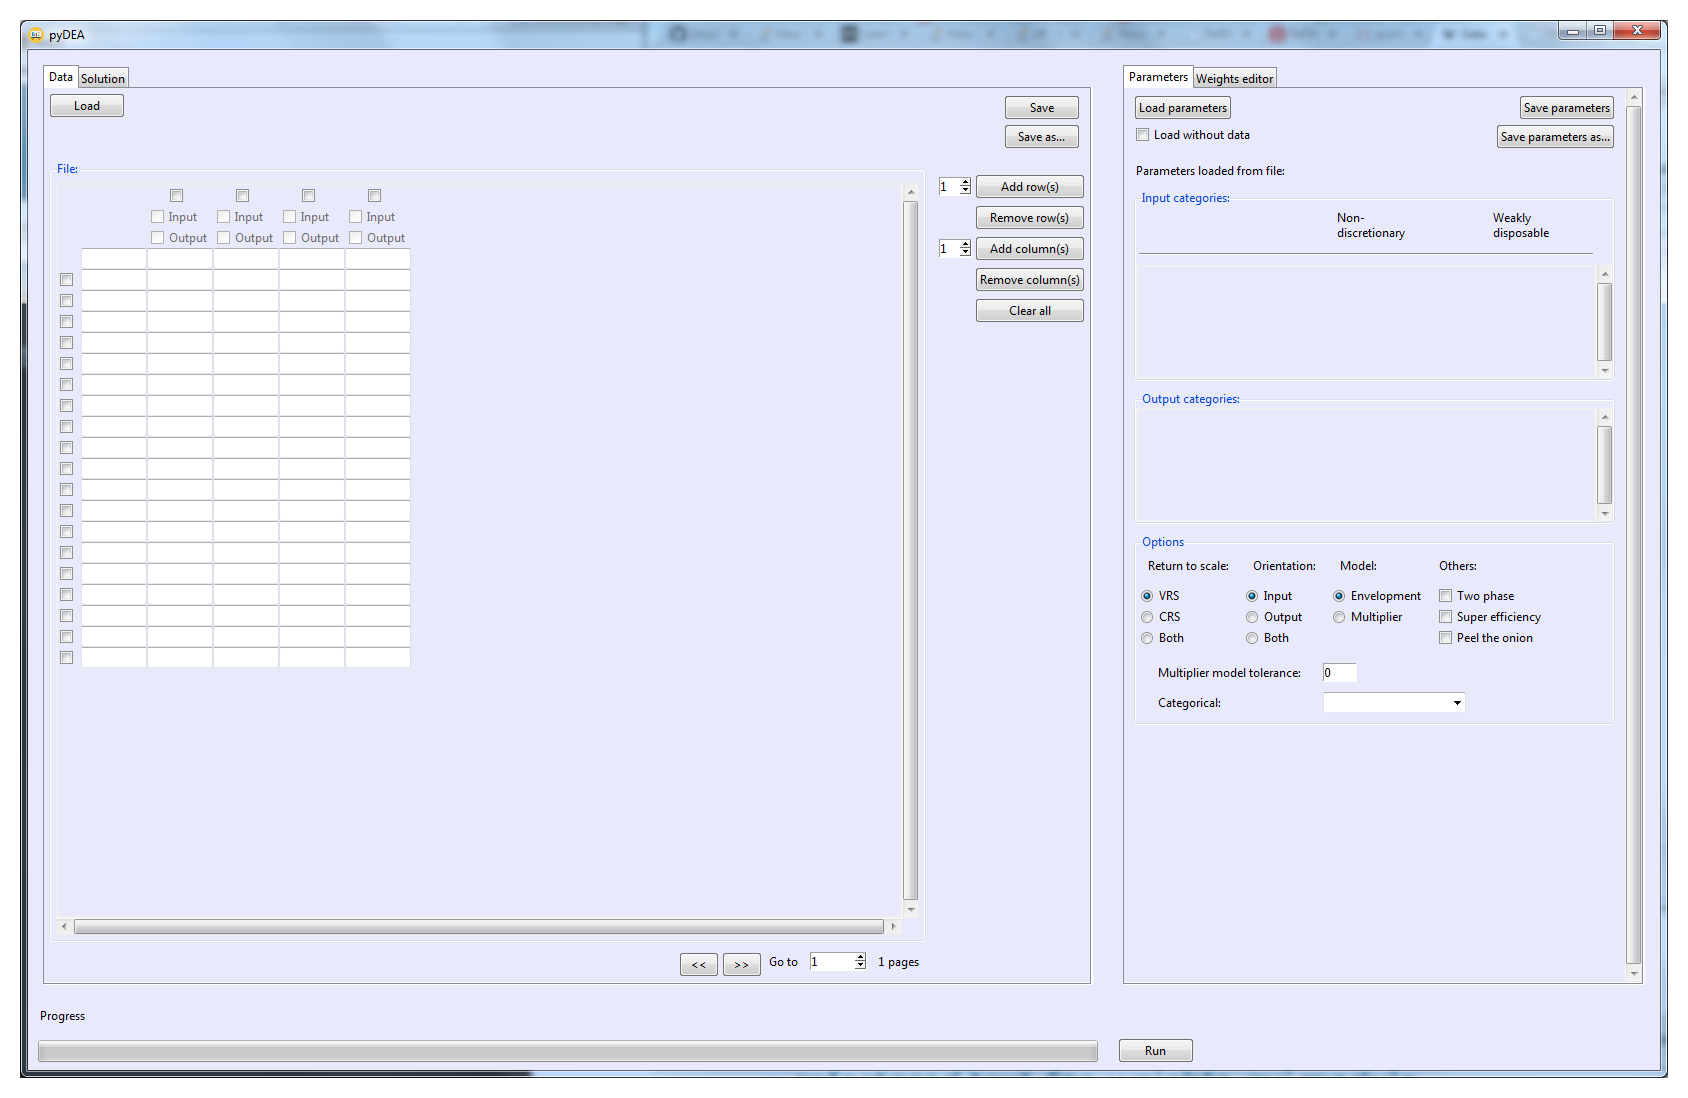 pyDEA
Data Solution
Load
Save
Save as...
File:
Input Input Input Input
Output Output Output Output
1 Add row(s)
Remove row(s)
1 Add column(s)
Remove column(s)
Clear all
<< >> Go to 1 1 pages
Parameters Weights editor
Load parameters Save parameters
Load without data Save parameters as...
Parameters loaded from file:
Input categories:
Non-
discretionary
Weakly
disposable
Output categories:
Options
Return to scale: Orientation: Model: Others:
VRS Input Envelopment Two phase
CRS Output Multiplier Super efficiency
Both Both Peel the onion
Multiplier model tolerance: 0
Categorical:
Progress
Run